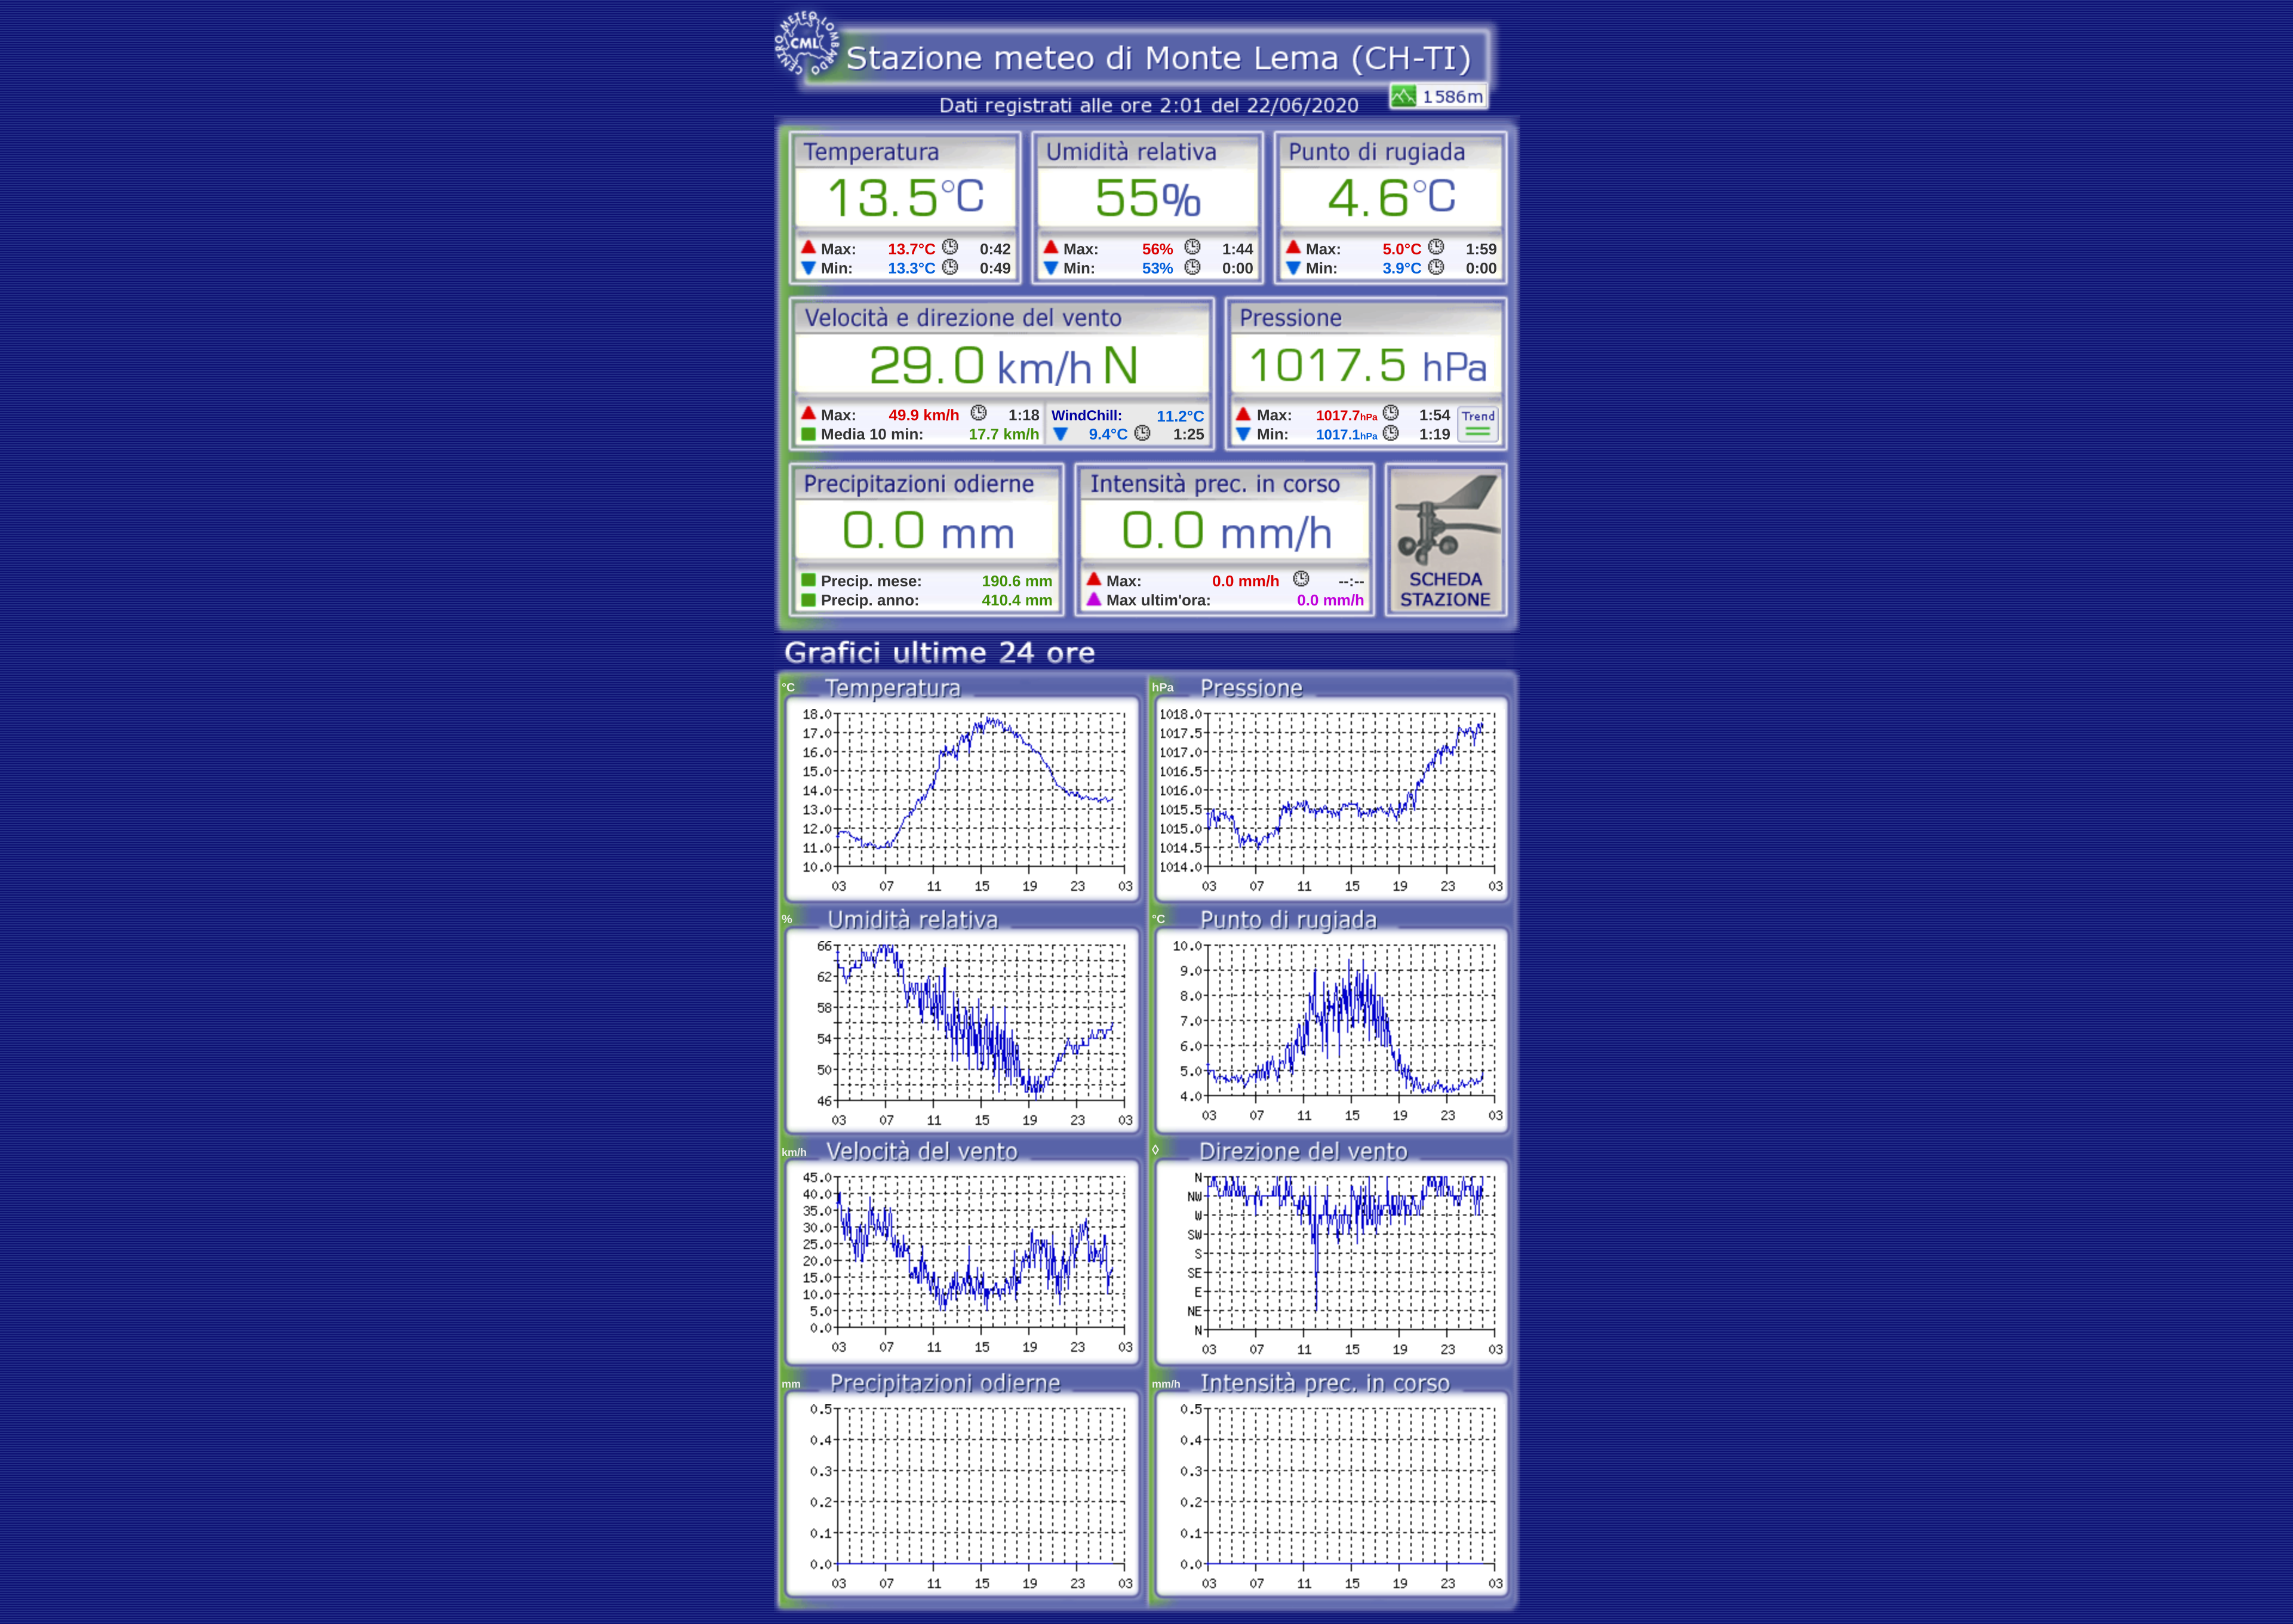 CENTRO METEO LOMBARDO
CML
Stazione meteo di Monte Lema (CH-TI)
Dati registrati alle ore 2:01 del 22/06/2020
1586m
Temperatura Umidità relativa Punto di rugiada
13.5°C 55% 4.6°C
Max: 13.7°C 0:42 Max: 56% 1:44 Max: 5.0°C 1:59
Min: 13.3°C 0:49 Min: 53% 0:00 Min: 3.9°C 0:00
Velocità e direzione del vento Pressione
29.0 km/h N 1017.5 hPa
Max: 49.9 km/h 1:18 WindChill: 11.2°C Max: 1017.7hPa 1:54 Trend
Media 10 min: 17.7 km/h 9.4°C 1:25 Min: 1017.1hPa 1:19
Precipitazioni odierne Intensità prec. in corso
0.0 mm 0.0 mm/h
Precip. mese: 190.6 mm Max: 0.0 mm/h --:-- SCHEDA
Precip. anno: 410.4 mm Max ultim'ora: 0.0 mm/h STAZIONE
Grafici ultime 24 ore
°C Temperatura hPa Pressione
18.0 1018.0
17.0 1017.5
16.0 1017.0
15.0 1016.5
14.0 1016.0
13.0 1015.5
12.0 1015.0
11.0 1014.5
10.0 1014.0
03 07 11 15 19 23 03 03 07 11 15 19 23 03
% Umidità relativa °C Punto di rugiada
66 10.0
62 9.0
58 8.0
54 7.0
50 6.0
46 5.0
4.0
03 07 11 15 19 23 03 03 07 11 15 19 23 03
km/h Velocità del vento ◊ Direzione del vento
45.0 N
40.0 NW
35.0 W
30.0 SW
25.0 S
20.0 SE
15.0 E
10.0 NE
5.0 N
0.0
03 07 11 15 19 23 03 03 07 11 15 19 23 03
mm Precipitazioni odierne mm/h Intensità prec. in corso
0.5 0.5
0.4 0.4
0.3 0.3
0.2 0.2
0.1 0.1
0.0 0.0
03 07 11 15 19 23 03 03 07 11 15 19 23 03